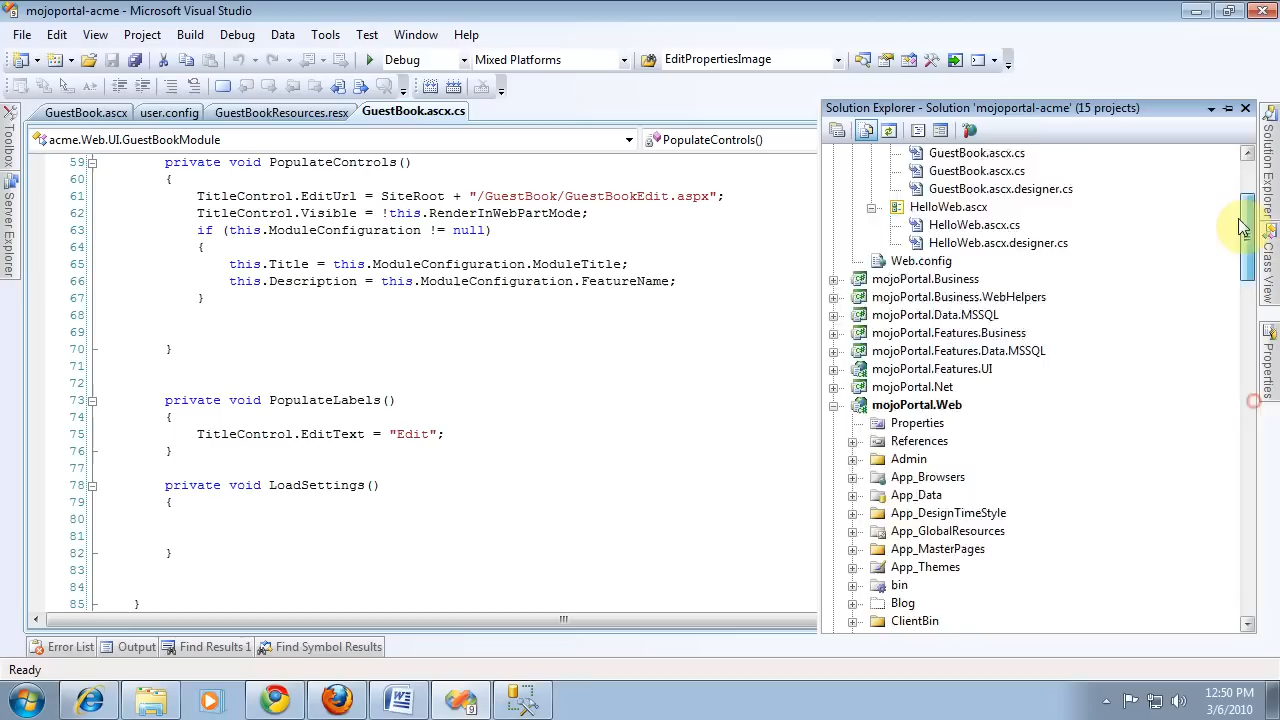 mojoportal-acme - Microsoft Visual Studio
File Edit View Project Build Debug Data Tools Test Window Help
Debug Mixed Platforms EditPropertiesImage
GuestBook.ascx user.config GuestBookResources.resx GuestBook.ascx.cs
acme.Web.UI.GuestBookModule PopulateControls()
59 private void PopulateControls()
60 {
61 TitleControl.EditUrl = SiteRoot + "/GuestBook/GuestBookEdit.aspx";
62 TitleControl.Visible = !this.RenderInWebPartMode;
63 if (this.ModuleConfiguration != null)
64 {
65 this.Title = this.ModuleConfiguration.ModuleTitle;
66 this.Description = this.ModuleConfiguration.FeatureName;
67 }
68
69
70 }
71
72
73 private void PopulateLabels()
74 {
75 TitleControl.EditText = "Edit";
76 }
77
78 private void LoadSettings()
79 {
80
81
82 }
83
84
85 }
Toolbox
Server Explorer
Solution Explorer - Solution 'mojoportal-acme' (15 projects)
GuestBook.ascx.cs
GuestBook.ascx.cs
GuestBook.ascx.designer.cs
HelloWeb.ascx
HelloWeb.ascx.cs
HelloWeb.ascx.designer.cs
Web.config
mojoPortal.Business
mojoPortal.Business.WebHelpers
mojoPortal.Data.MSSQL
mojoPortal.Features.Business
mojoPortal.Features.Data.MSSQL
mojoPortal.Features.UI
mojoPortal.Net
mojoPortal.Web
Properties
References
Admin
App_Browsers
App_Data
App_DesignTimeStyle
App_GlobalResources
App_MasterPages
App_Themes
bin
Blog
ClientBin
Solution Explorer
Class View
Properties
Error List Output Find Results 1 Find Symbol Results
Ready
12:50 PM
3/6/2010